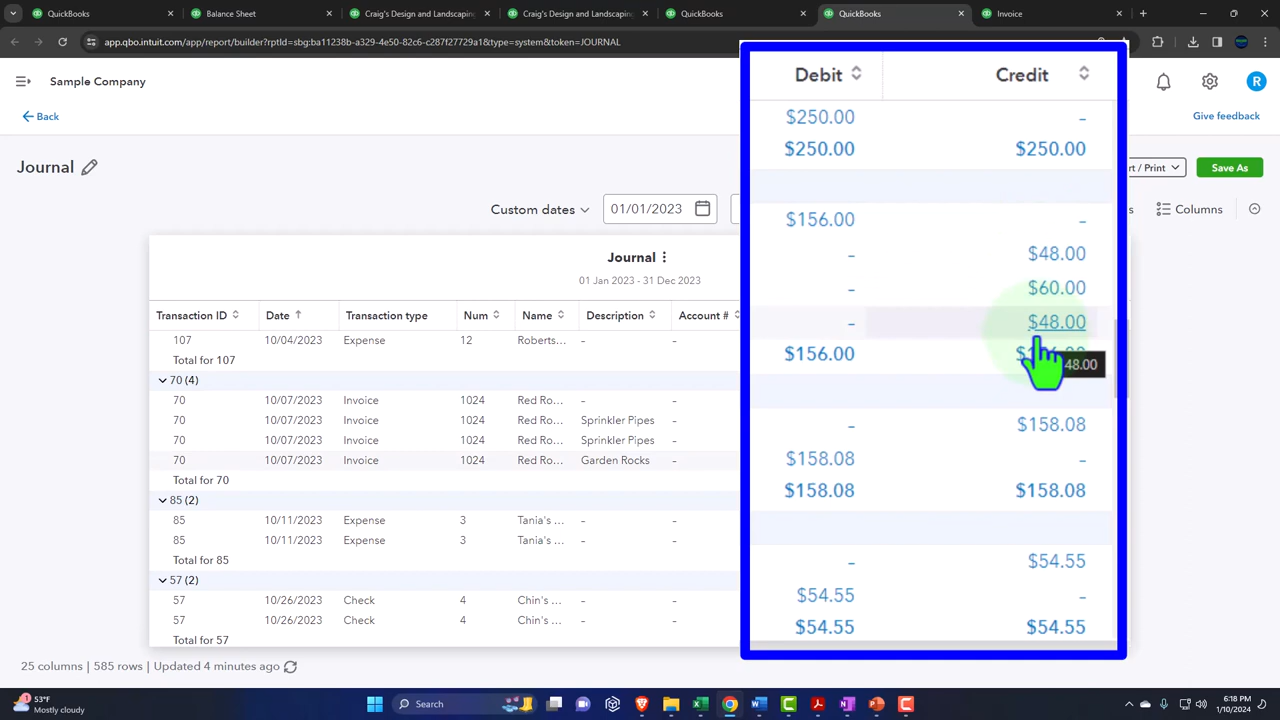 QuickBooks
Balance Sheet
Craig's Design and Landscaping
Craig's Design and Landscaping
QuickBooks
QuickBooks
Invoice
app.qbo.intuit.com/app/report/builder?rptid=sbg:ba11238b-a329-4e5d-82c6-c287f27729a1&type=system&token=JOURNAL
Sample Company
R
Back
Give feedback
Journal
rt / Print
Save As
Custom dates
01/01/2023
s
Columns
Journal
01 Jan 2023 - 31 Dec 2023
Transaction ID Date Transaction type Num Name Description Account #
107 10/04/2023 Expense 12 Roberts... – –
Total for 107
70 (4)
70 10/07/2023 Invoice 1024 Red Ro... – –
70 10/07/2023 Invoice 1024 Red Ro... Sprinkler Pipes –
70 10/07/2023 Invoice 1024 Red Ro... Sprinkler Pipes –
70 10/07/2023 Invoice 1024 Red Ro... Garden Rocks –
Total for 70
85 (2)
85 10/11/2023 Expense 3 Tania's ... – –
85 10/11/2023 Expense 3 Tania's ... – –
Total for 85
57 (2)
57 10/26/2023 Check 4 Chin's ... – –
57 10/26/2023 Check 4 Chin's ... – –
Total for 57
Debit Credit
$250.00 –
$250.00 $250.00
$156.00 –
– $48.00
– $60.00
– $48.00
$156.00
48.00
– $158.08
$158.08 –
$158.08 $158.08
– $54.55
$54.55 –
$54.55 $54.55
25 columns | 585 rows | Updated 4 minutes ago
1
53°F
Mostly cloudy
Search
6:18 PM
1/10/2024